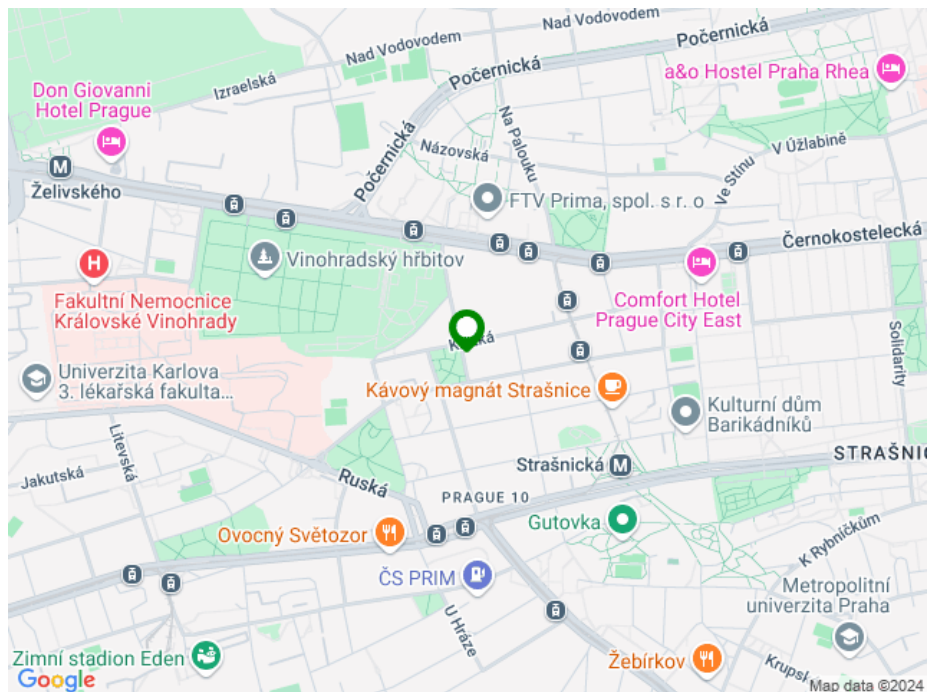 Nad Vodovodem
Nad Vodovodem
Počernická
Počernická
a&o Hostel Praha Rhea
Don Giovanni
Hotel Prague
Izraelská
Na Palouku
Počernická
Názovská
V Úžlabině
M
Želivského
Ve Stínu
FTV Prima, spol. s r. o
Černokostelecká
Vinohradský hřbitov
H
Fakultní Nemocnice
Královské Vinohrady
Comfort Hotel
Prague City East
Solidarity
Univerzita Karlova
3. lékařská fakulta...
Kávový magnát Strašnice
Kulturní dům
Barikádníků
Litevská
STRAŠNIC
Strašnická M
Jakutská
Ruská
PRAGUE 10
Gutovka
Ovocný Světozor
K Rybníčkům
ČS PRIM
Metropolitní
univerzita Praha
U Hráze
Zimní stadion Eden
Žebírkov
Krupsk
Google
Map data ©2024